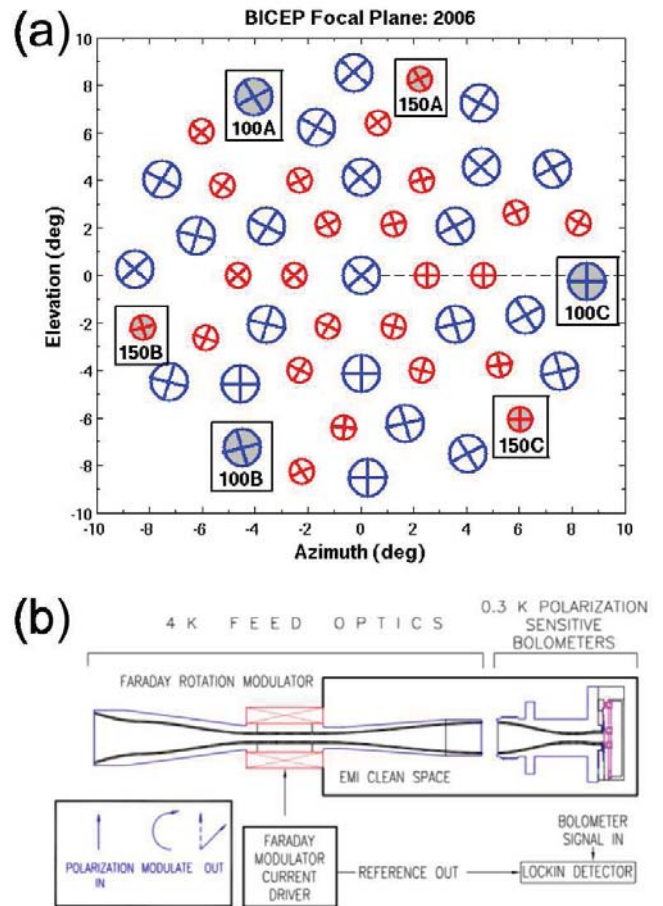 (a)
BICEP Focal Plane: 2006
10
8
6
4
2
0
-2
-4
-6
-8
-10
Elevation (deg)
100A
150A
100C
150B
150C
100B
-10 -8 -6 -4 -2 0 2 4 6 8 10
Azimuth (deg)
(b)
4 K FEED OPTICS
0.3 K POLARIZATION
SENSITIVE
BOLOMETERS
FARADAY ROTATION MODULATOR
EMI CLEAN SPACE
POLARIZATION MODULATE OUT
IN
FARADAY
MODULATOR
CURRENT
DRIVER
REFERENCE OUT
BOLOMETER
SIGNAL IN
LOCKIN DETECTOR